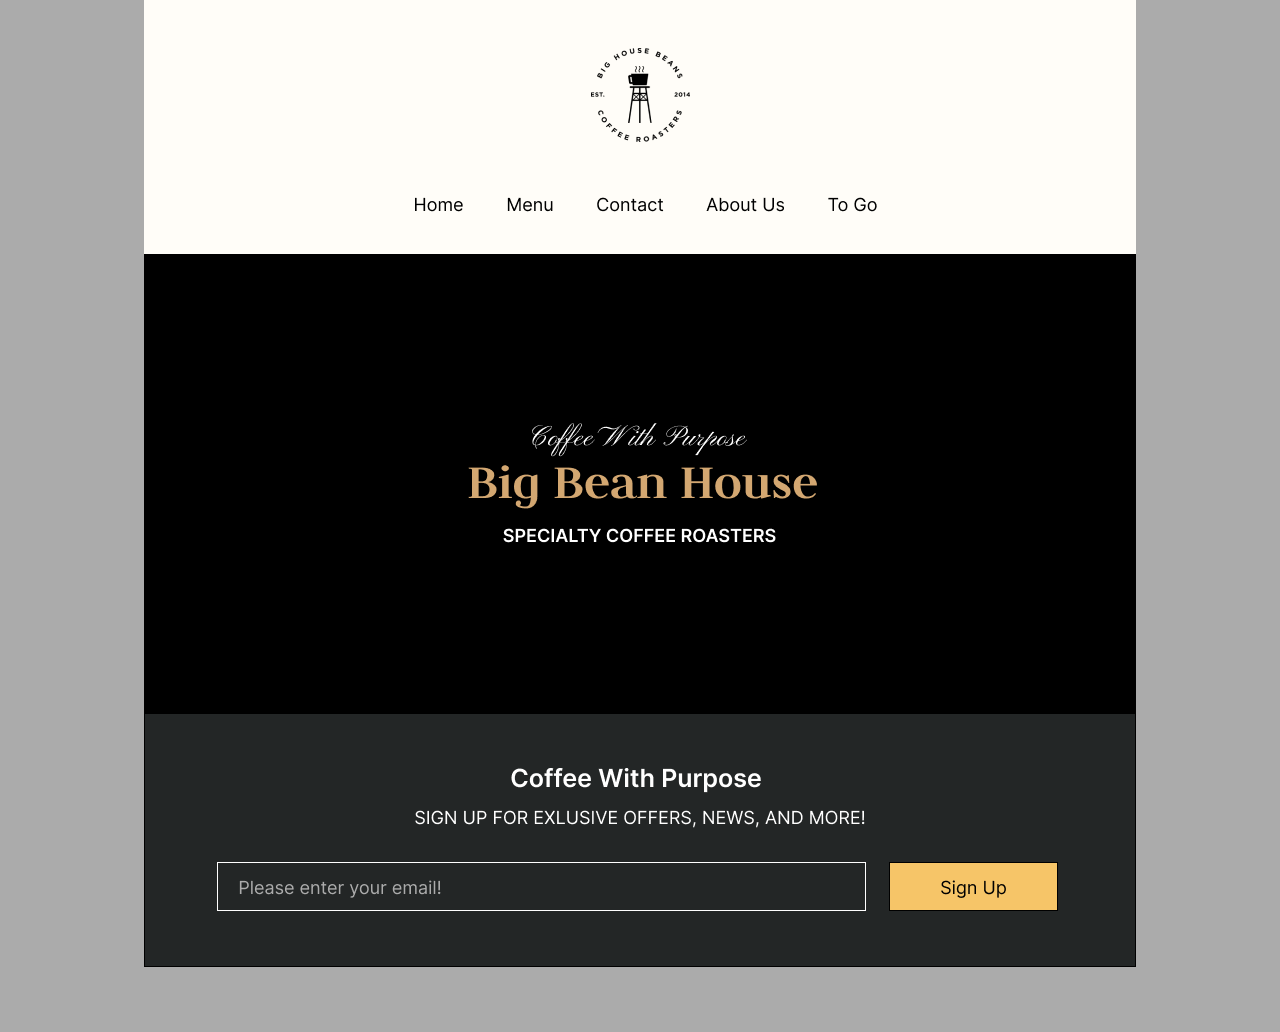 BIG HOUSE BEANS
EST. 2014
COFFEE ROASTERS
Home Menu Contact About Us To Go
Coffee With Purpose
Big Bean House
SPECIALTY COFFEE ROASTERS
Coffee With Purpose
SIGN UP FOR EXLUSIVE OFFERS, NEWS, AND MORE!
Please enter your email! Sign Up